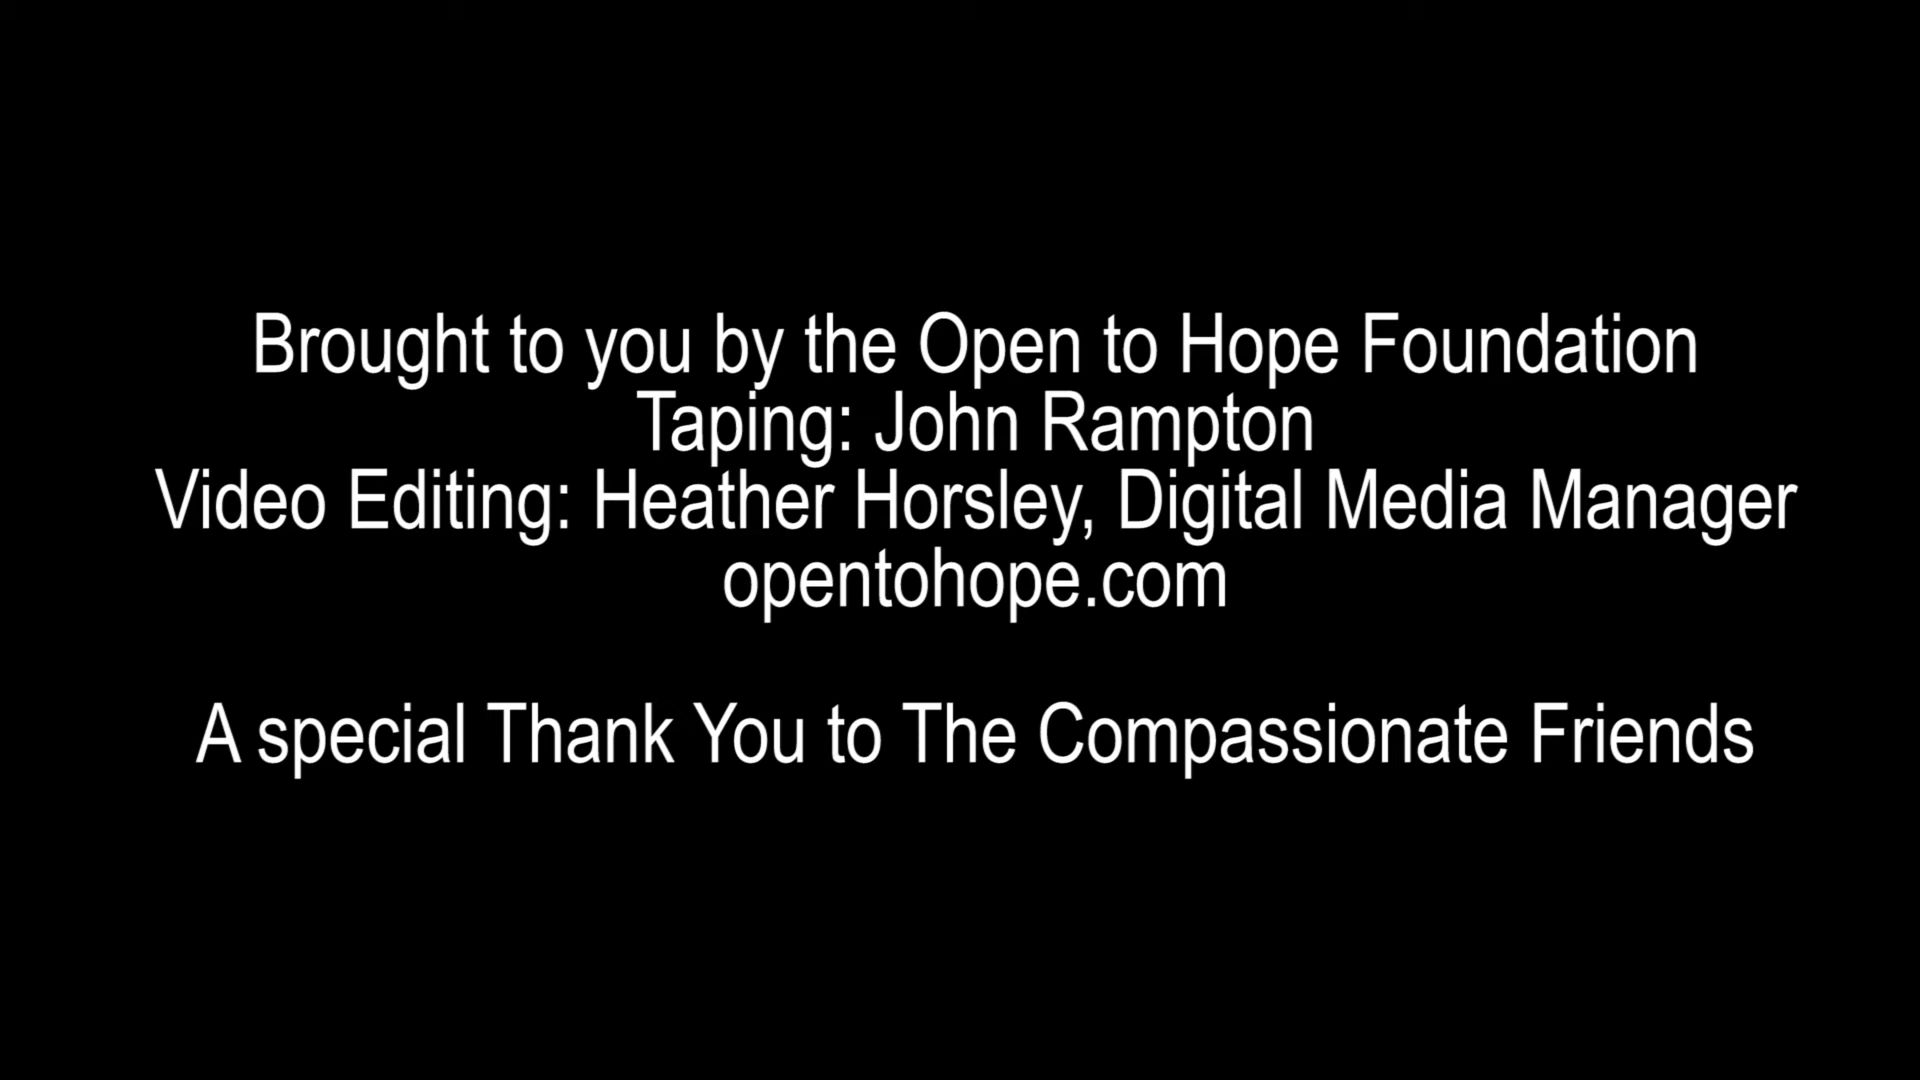 Brought to you by the Open to Hope Foundation
Taping: John Rampton
Video Editing: Heather Horsley, Digital Media Manager
opentohope.com
A special Thank You to The Compassionate Friends